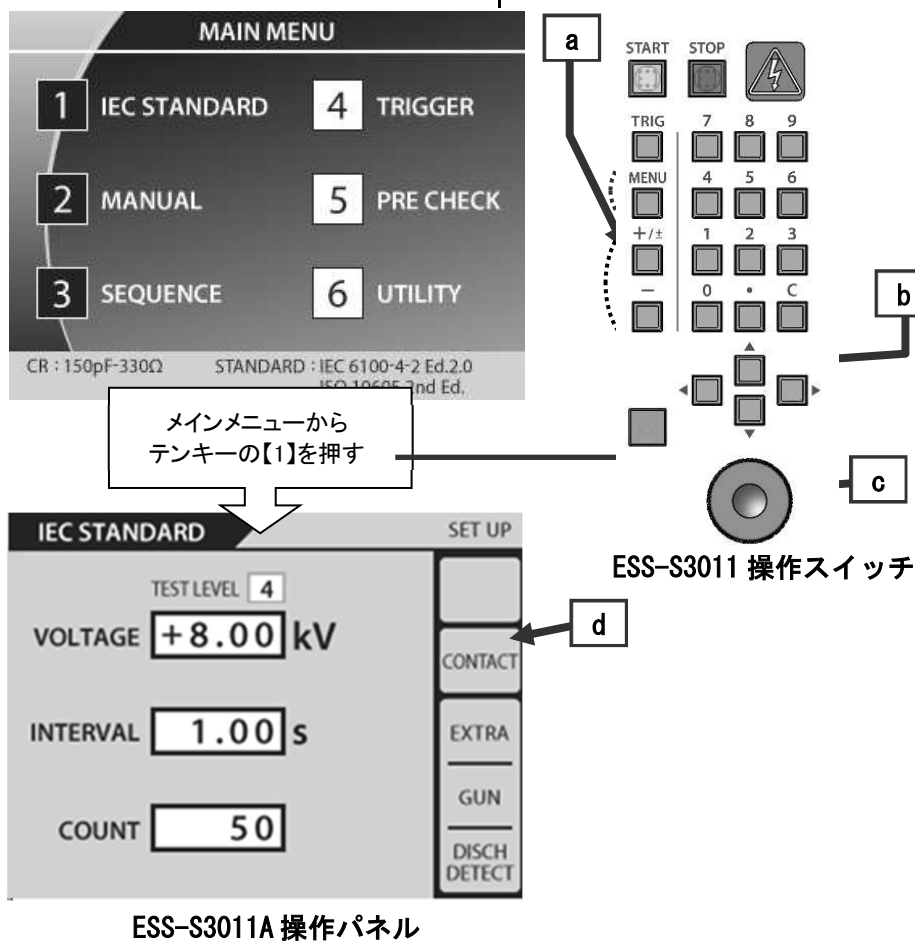 MAIN MENU
1 IEC STANDARD
4 TRIGGER
2 MANUAL
5 PRE CHECK
3 SEQUENCE
6 UTILITY
CR : 150pF-330Ω
STANDARD : IEC 6100-4-2 Ed.2.0
ISO 10605 2nd Ed.
メインメニューから
テンキーの【1】を押す
IEC STANDARD
SET UP
TEST LEVEL 4
VOLTAGE +8.00 kV
CONTACT
INTERVAL 1.00 s
EXTRA
GUN
COUNT 50
DISCH
DETECT
ESS-S3011A 操作パネル
a
START STOP
TRIG 7 8 9
MENU 4 5 6
+/± 1 2 3
− 0 • C
b
c
ESS-S3011 操作スイッチ
d